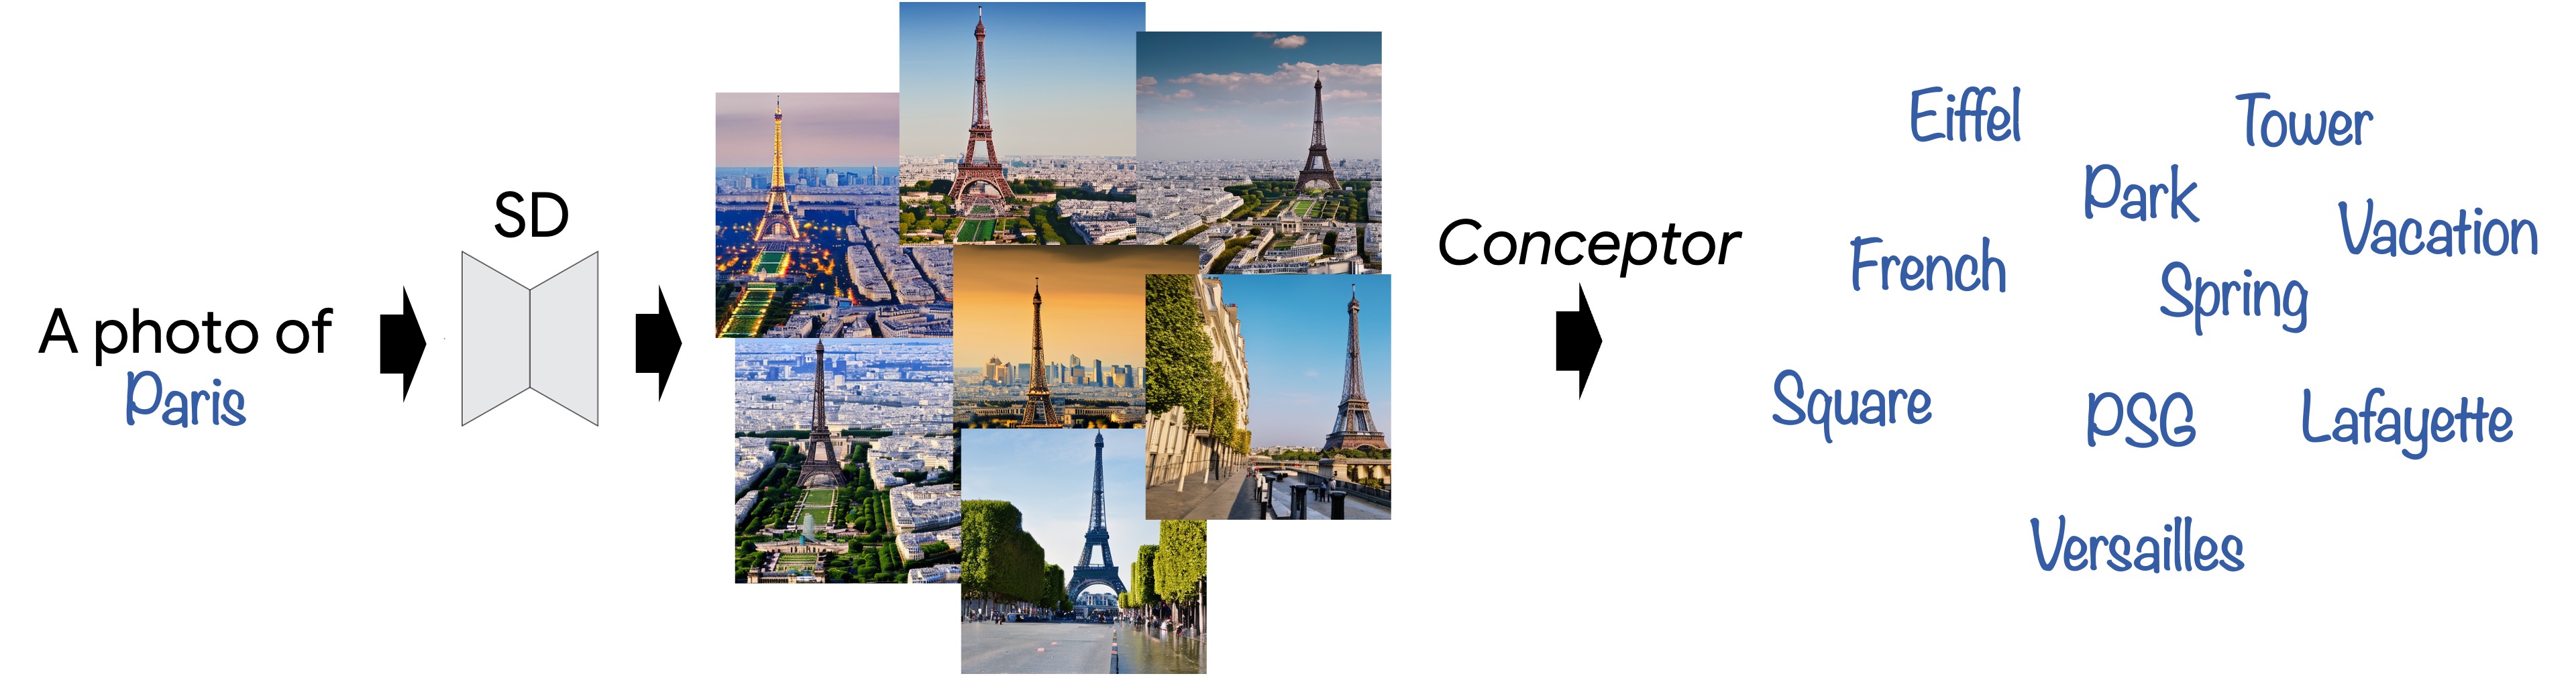 A photo of
Paris
SD
Conceptor
Eiffel
Tower
Park
Vacation
French
Spring
Square
PSG
Lafayette
Versailles